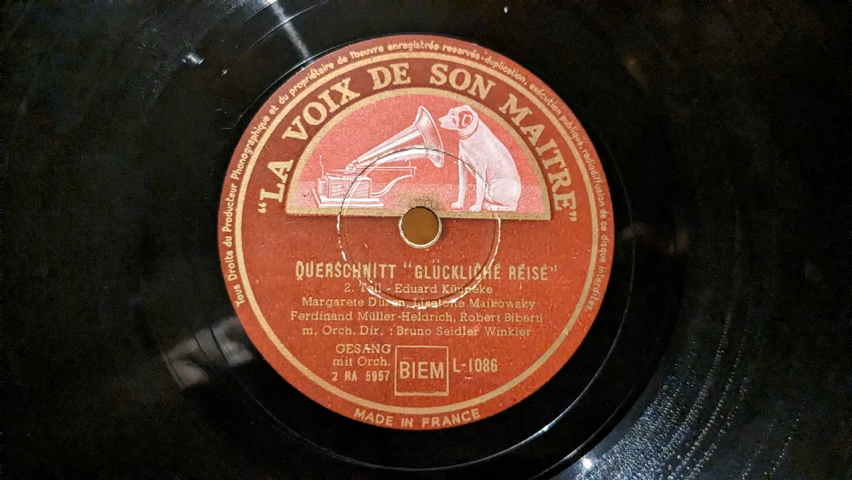 Tous Droits du Producteur Phonographique et du propriétaire de l'oeuvre enregistrée reservés-duplication, exécution publique, radiodiffusion de ce disque interdites.
"LA VOIX DE SON MAITRE"
QUERSCHNITT "GLÜCKLICHE REISE"
2. Teil - Eduard Künneke
Margarete Düren, Liselotte Malkowsky
Ferdinand Müller-Heldrich, Robert Biberti
m. Orch. Dir. : Bruno Seidler Winkler
GESANG
mit Orch.
2 RA 5957
BIEM
L-1086
MADE IN FRANCE